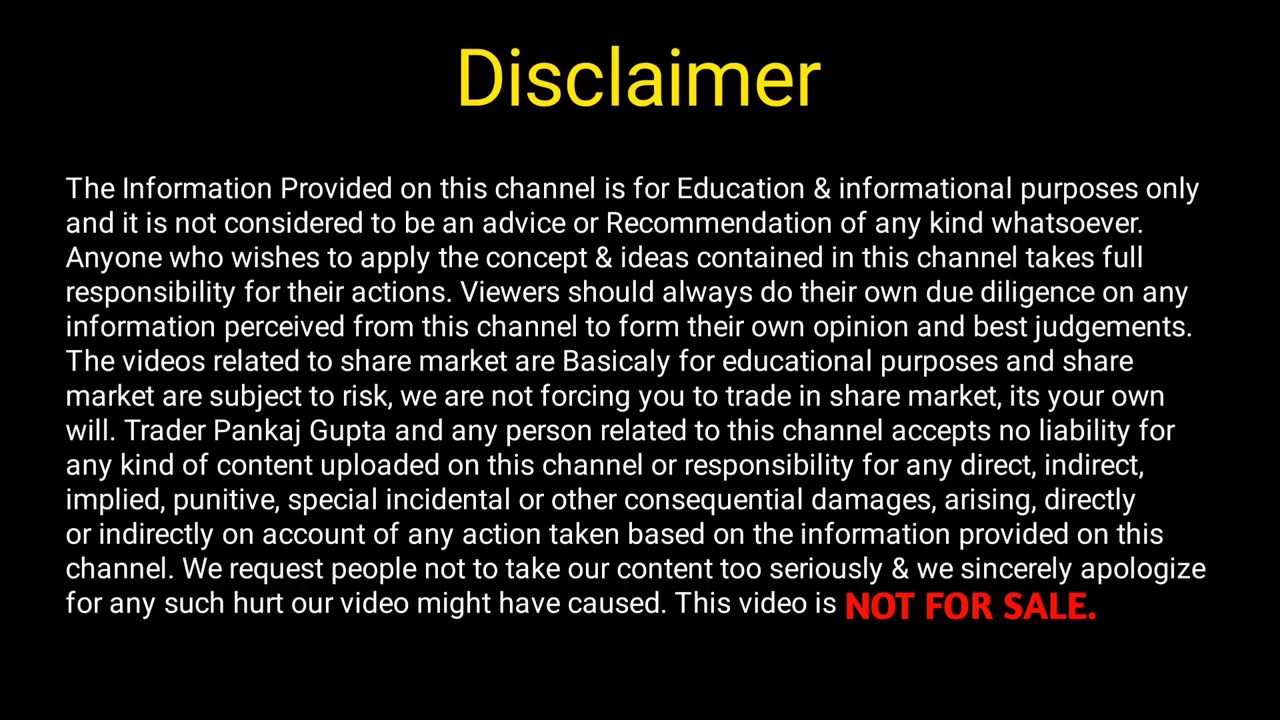 Disclaimer
The Information Provided on this channel is for Education & informational purposes only
and it is not considered to be an advice or Recommendation of any kind whatsoever.
Anyone who wishes to apply the concept & ideas contained in this channel takes full
responsibility for their actions. Viewers should always do their own due diligence on any
information perceived from this channel to form their own opinion and best judgements.
The videos related to share market are Basicaly for educational purposes and share
market are subject to risk, we are not forcing you to trade in share market, its your own
will. Trader Pankaj Gupta and any person related to this channel accepts no liability for
any kind of content uploaded on this channel or responsibility for any direct, indirect,
implied, punitive, special incidental or other consequential damages, arising, directly
or indirectly on account of any action taken based on the information provided on this
channel. We request people not to take our content too seriously & we sincerely apologize
for any such hurt our video might have caused. This video is NOT FOR SALE.